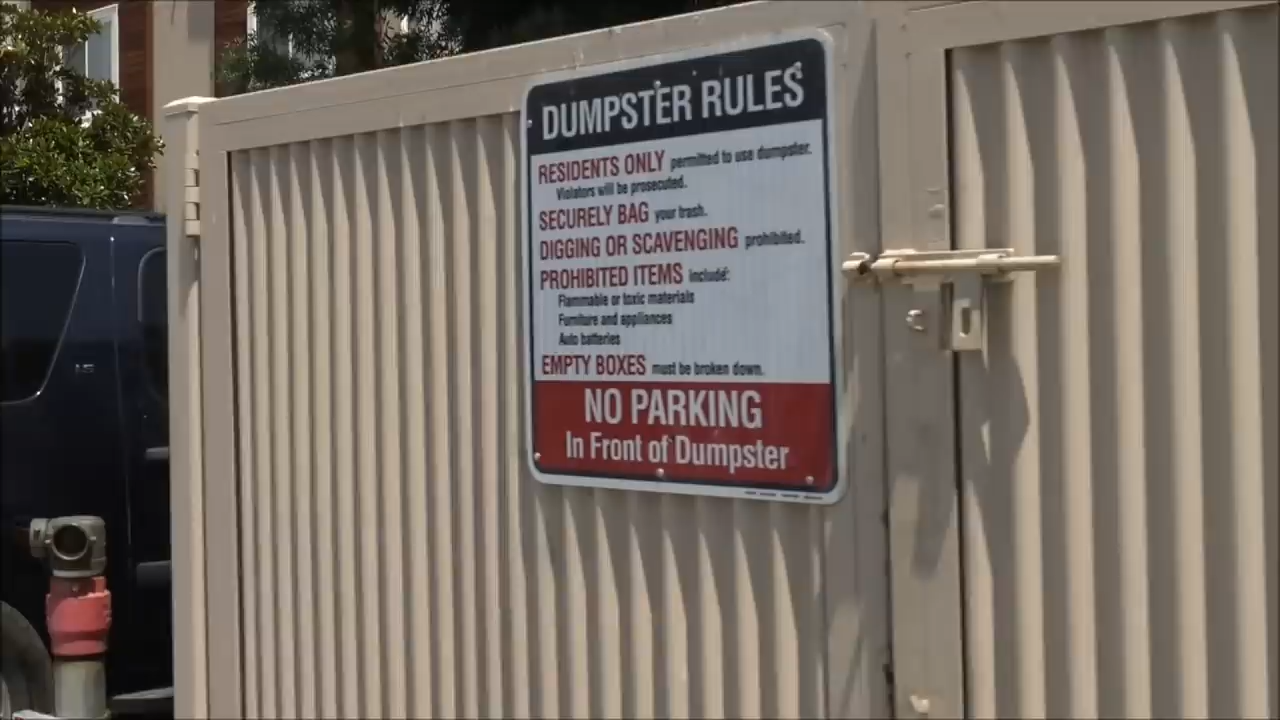 DUMPSTER RULES
RESIDENTS ONLY permitted to use dumpster.
Violators will be prosecuted.
SECURELY BAG your trash.
DIGGING OR SCAVENGING prohibited.
PROHIBITED ITEMS include:
Flammable or toxic materials
Furniture and appliances
Auto batteries
EMPTY BOXES must be broken down.
NO PARKING
In Front of Dumpster